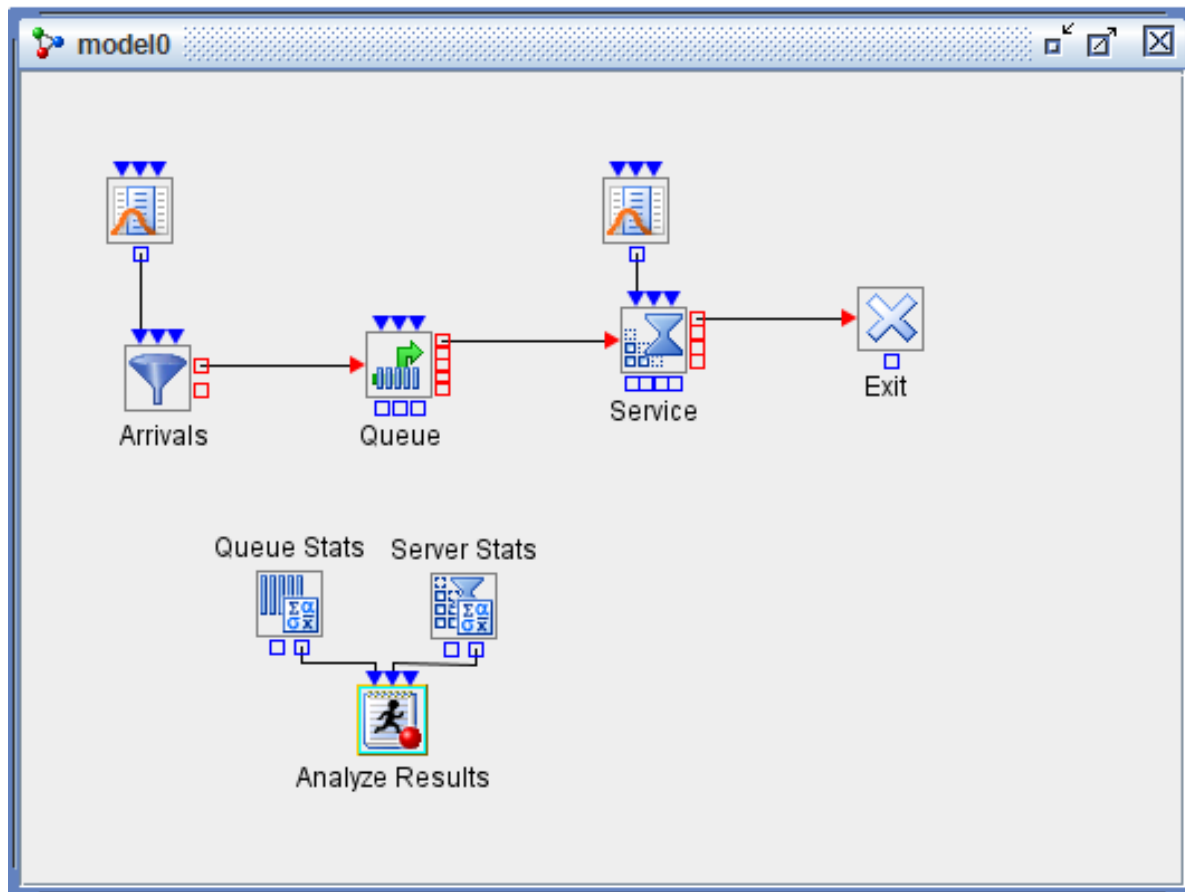 model0
Arrivals
Queue
Service
Exit
Queue Stats
Server Stats
Analyze Results